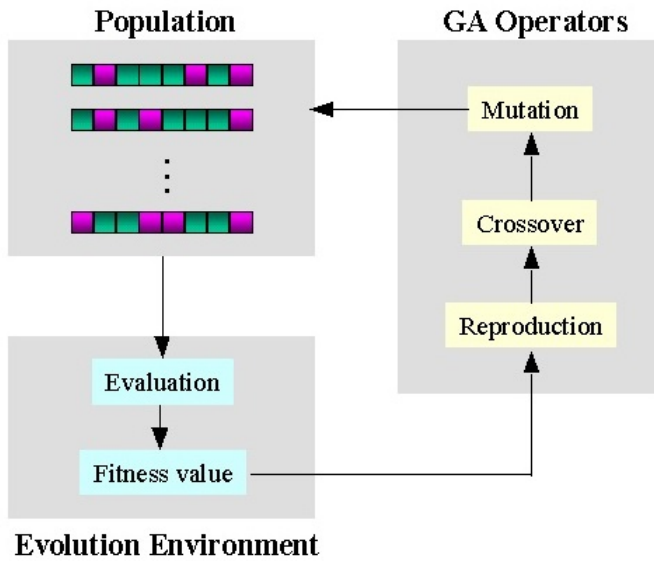 Population
GA Operators
Mutation
Crossover
Reproduction
Evaluation
Fitness value
Evolution Environment